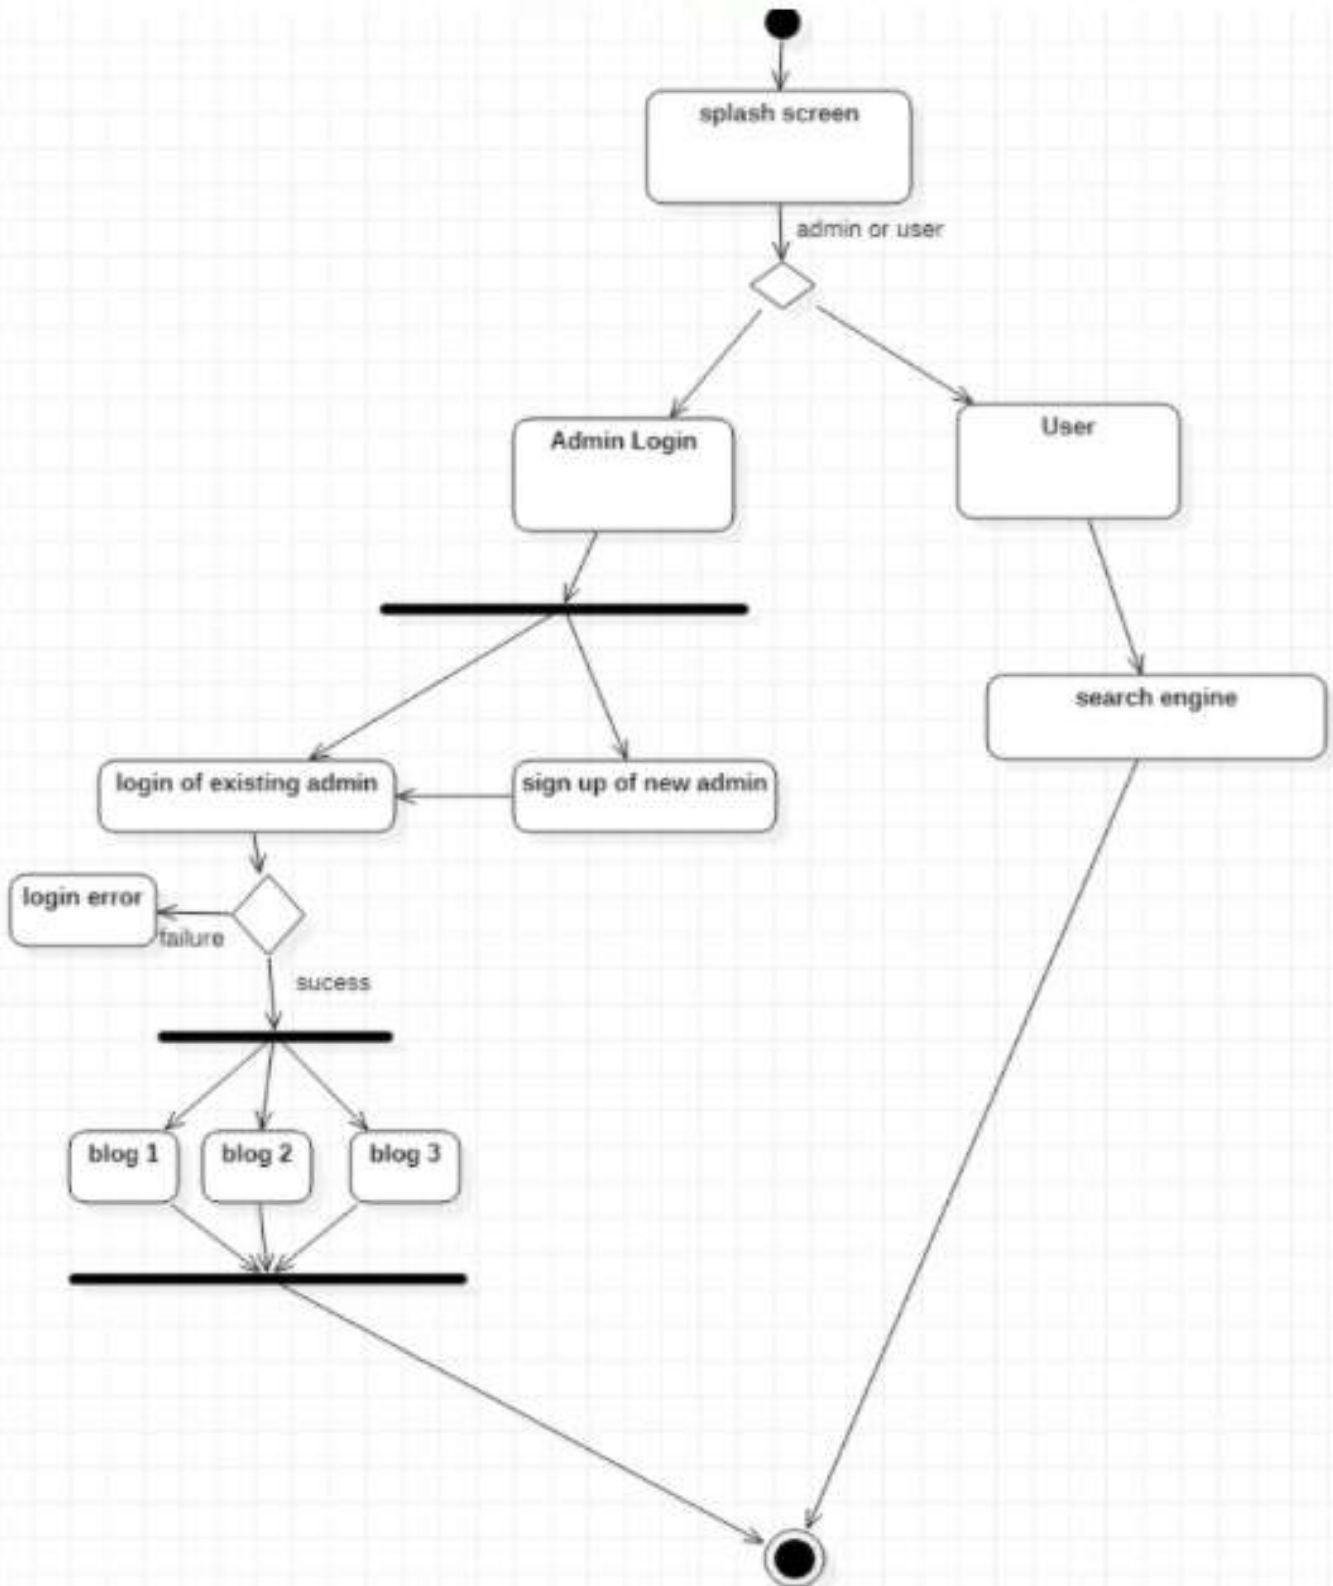 splash screen
admin or user
Admin Login
User
search engine
login of existing admin
sign up of new admin
login error
failure
sucess
blog 1
blog 2
blog 3